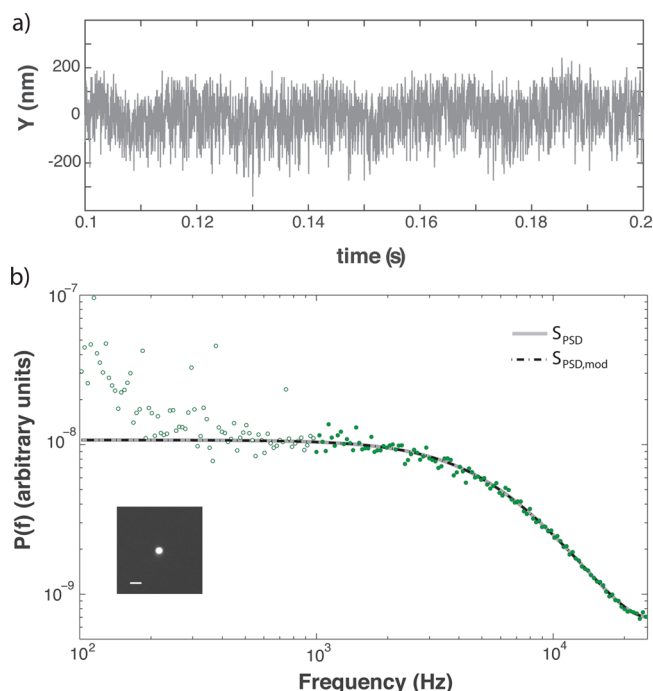 a)
Y (nm)
200
0
-200
0.1 0.12 0.14 0.16 0.18 0.2
time (s)
b)
P(f) (arbitrary units)
10⁻⁷
10⁻⁸
10⁻⁹
S_PSD
S_PSD,mod
10² 10³ 10⁴
Frequency (Hz)